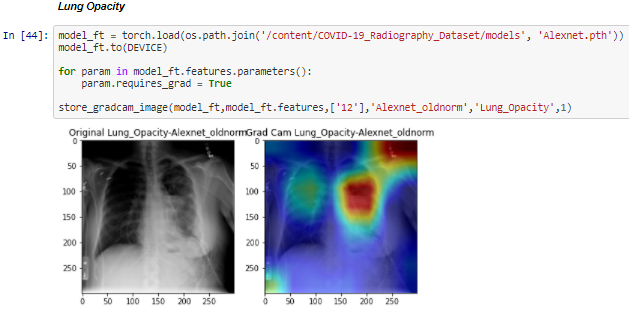 Lung Opacity
In [44]: model_ft = torch.load(os.path.join('/content/COVID-19_Radiography_Dataset/models', 'Alexnet.pth'))
model_ft.to(DEVICE)
for param in model_ft.features.parameters():
param.requires_grad = True
store_gradcam_image(model_ft,model_ft.features,['12'],'Alexnet_oldnorm','Lung_Opacity',1)
Original Lung_Opacity-Alexnet_oldnorm Grad Cam Lung_Opacity-Alexnet_oldnorm
0 0
50 50
100 100
150 150
200 200
250 250
0 50 100 150 200 250 0 50 100 150 200 250